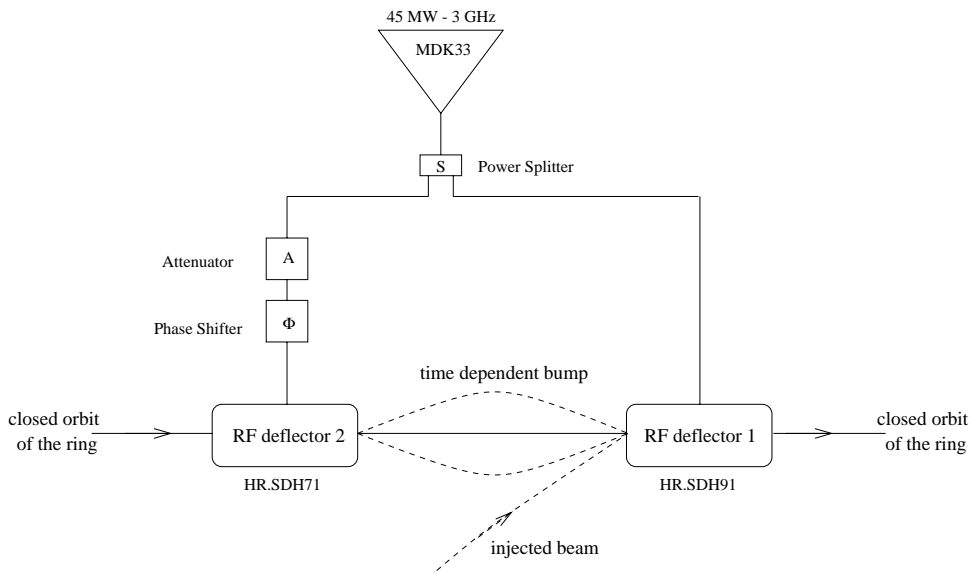 45 MW - 3 GHz
MDK33
S
Power Splitter
Attenuator
A
Phase Shifter
Φ
time dependent bump
closed orbit
of the ring
RF deflector 2
RF deflector 1
closed orbit
of the ring
HR.SDH71
HR.SDH91
injected beam